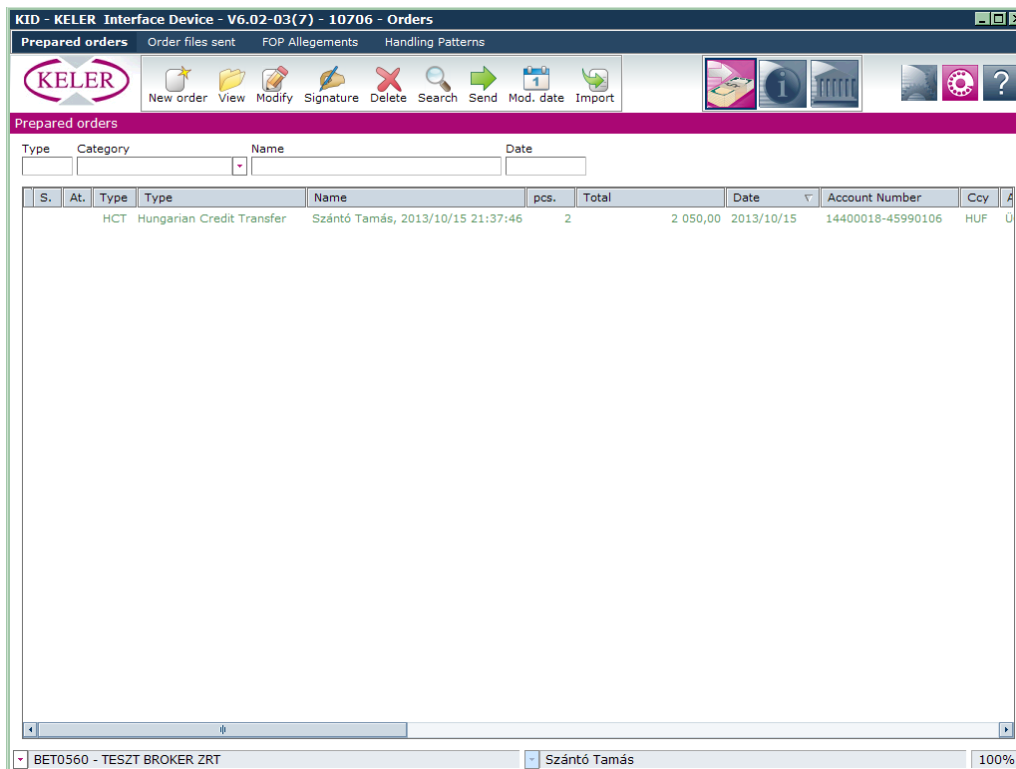 KID - KELER Interface Device - V6.02-03(7) - 10706 - Orders
Prepared orders Order files sent FOP Allegements Handling Patterns
KELER
New order View Modify Signature Delete Search Send Mod. date Import
Prepared orders
Type Category Name Date
S. At. Type Type Name pcs. Total Date Account Number Ccy A
HCT Hungarian Credit Transfer Szántó Tamás, 2013/10/15 21:37:46 2 2 050,00 2013/10/15 14400018-45990106 HUF Ü
BET0560 - TESZT BROKER ZRT Szántó Tamás 100%